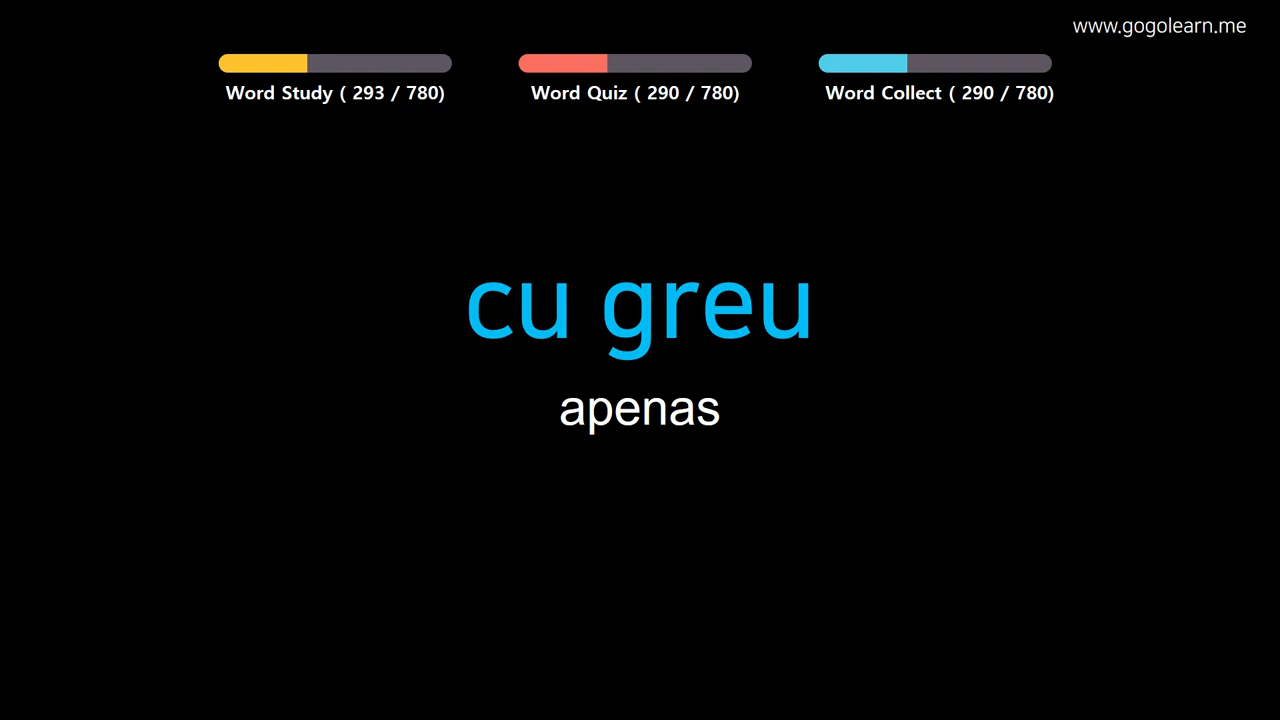 www.gogolearn.me
Word Study ( 293 / 780)
Word Quiz ( 290 / 780)
Word Collect ( 290 / 780)
cu greu
apenas